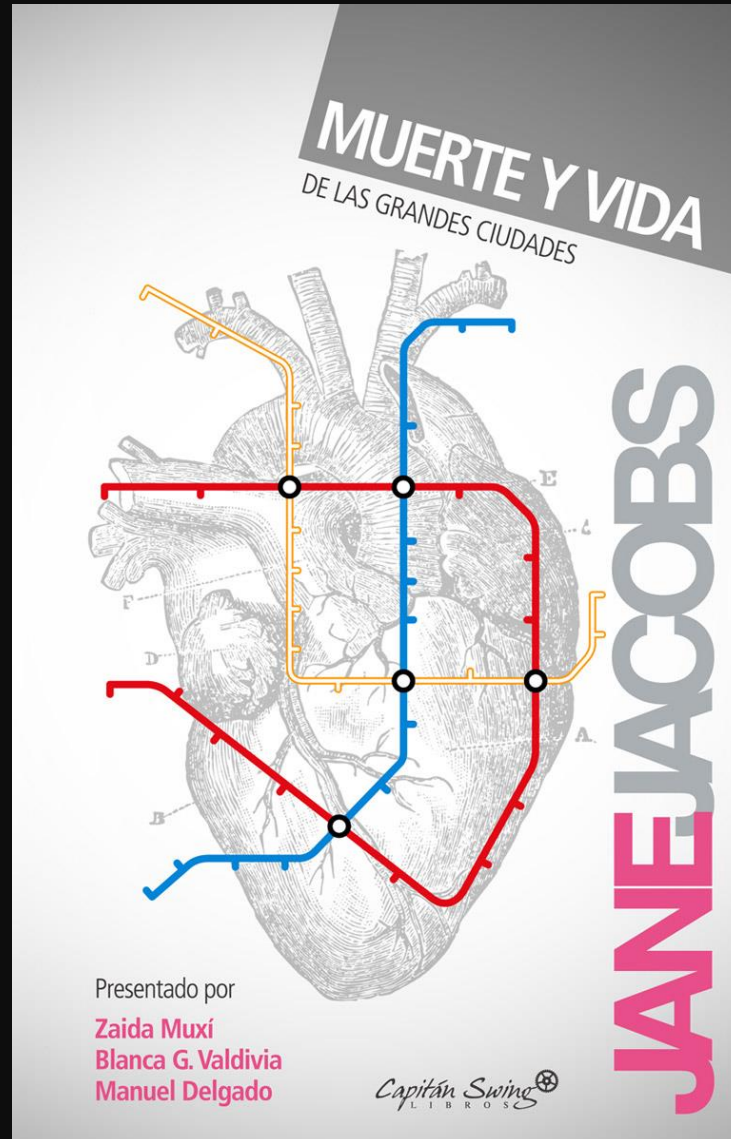 MUERTE Y VIDA
DE LAS GRANDES CIUDADES
JANE JACOBS
E
F
D
A.
B
Presentado por
Zaida Muxí
Blanca G. Valdivia
Manuel Delgado
Capitán Swing
LIBROS